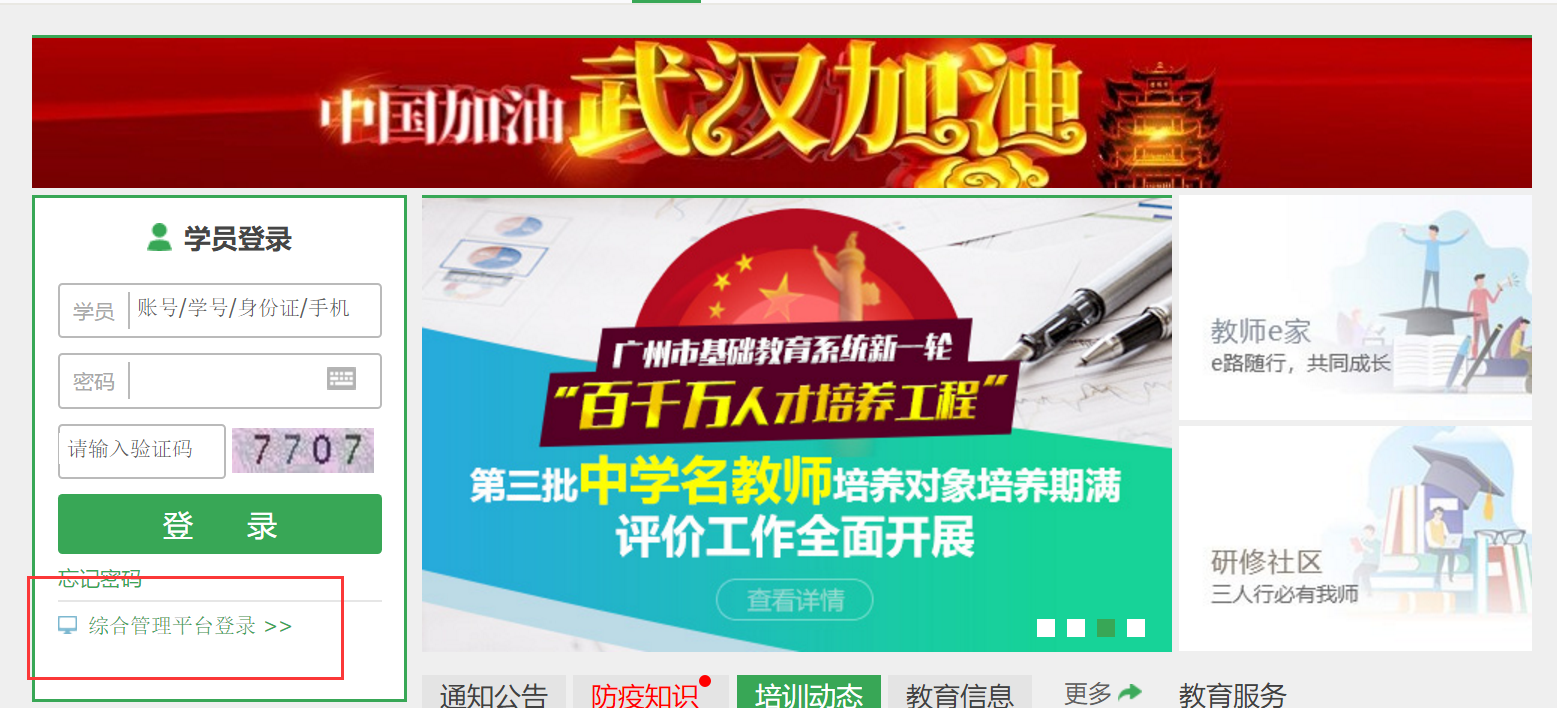 中国加油 武汉加油
学员登录
学员 账号/学号/身份证/手机
密码
请输入验证码 7707
登 录
忘记密码
综合管理平台登录 >>
广州市基础教育系统新一轮
“百千万人才培养工程”
第三批中学名教师培养对象培养期满
评价工作全面开展
查看详情
教师e家
e路随行，共同成长
研修社区
三人行必有我师
通知公告 防疫知识 培训动态 教育信息 更多 教育服务